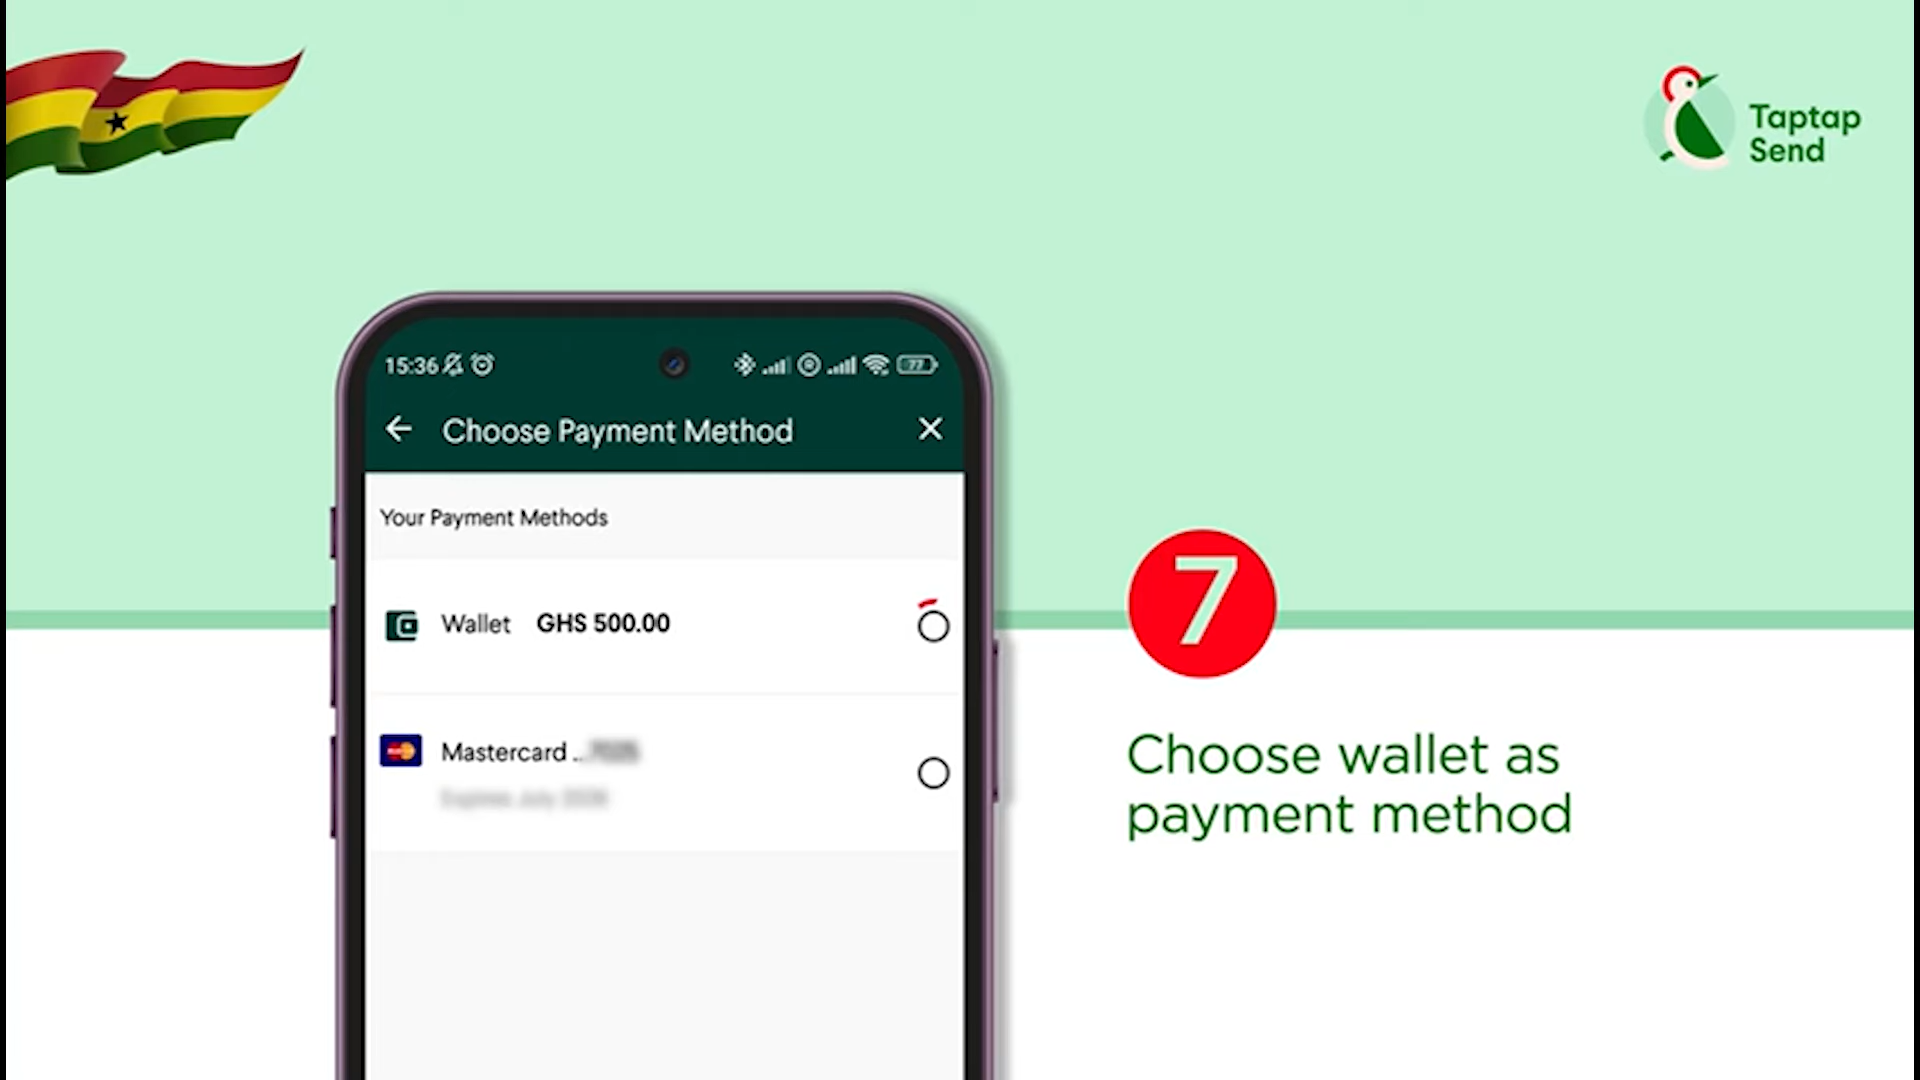 Taptap
Send
15:36
77
Choose Payment Method
Your Payment Methods
Wallet GHS 500.00
Mastercard ..
7
Choose wallet as
payment method